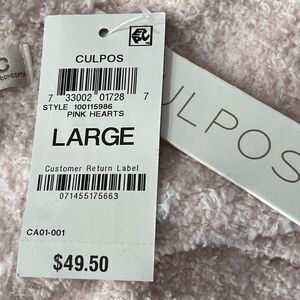 CULPOS
7 33002 01728 7
STYLE 100115986
PINK HEARTS
LARGE
Customer Return Label
071455175663
CA01-001
$49.50
ULPOS